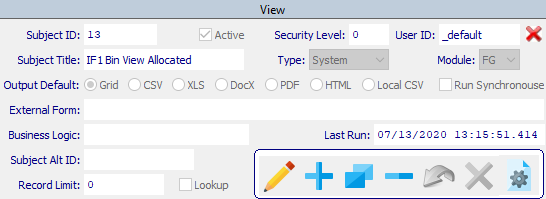 View
Subject ID: 13 Active Security Level: 0 User ID: _default
Subject Title: IF1 Bin View Allocated Type: System Module: FG
Output Default: Grid CSV XLS DocX PDF HTML Local CSV Run Synchronouse
External Form:
Business Logic: Last Run: 07/13/2020 13:15:51.414
Subject Alt ID:
Record Limit: 0 Lookup